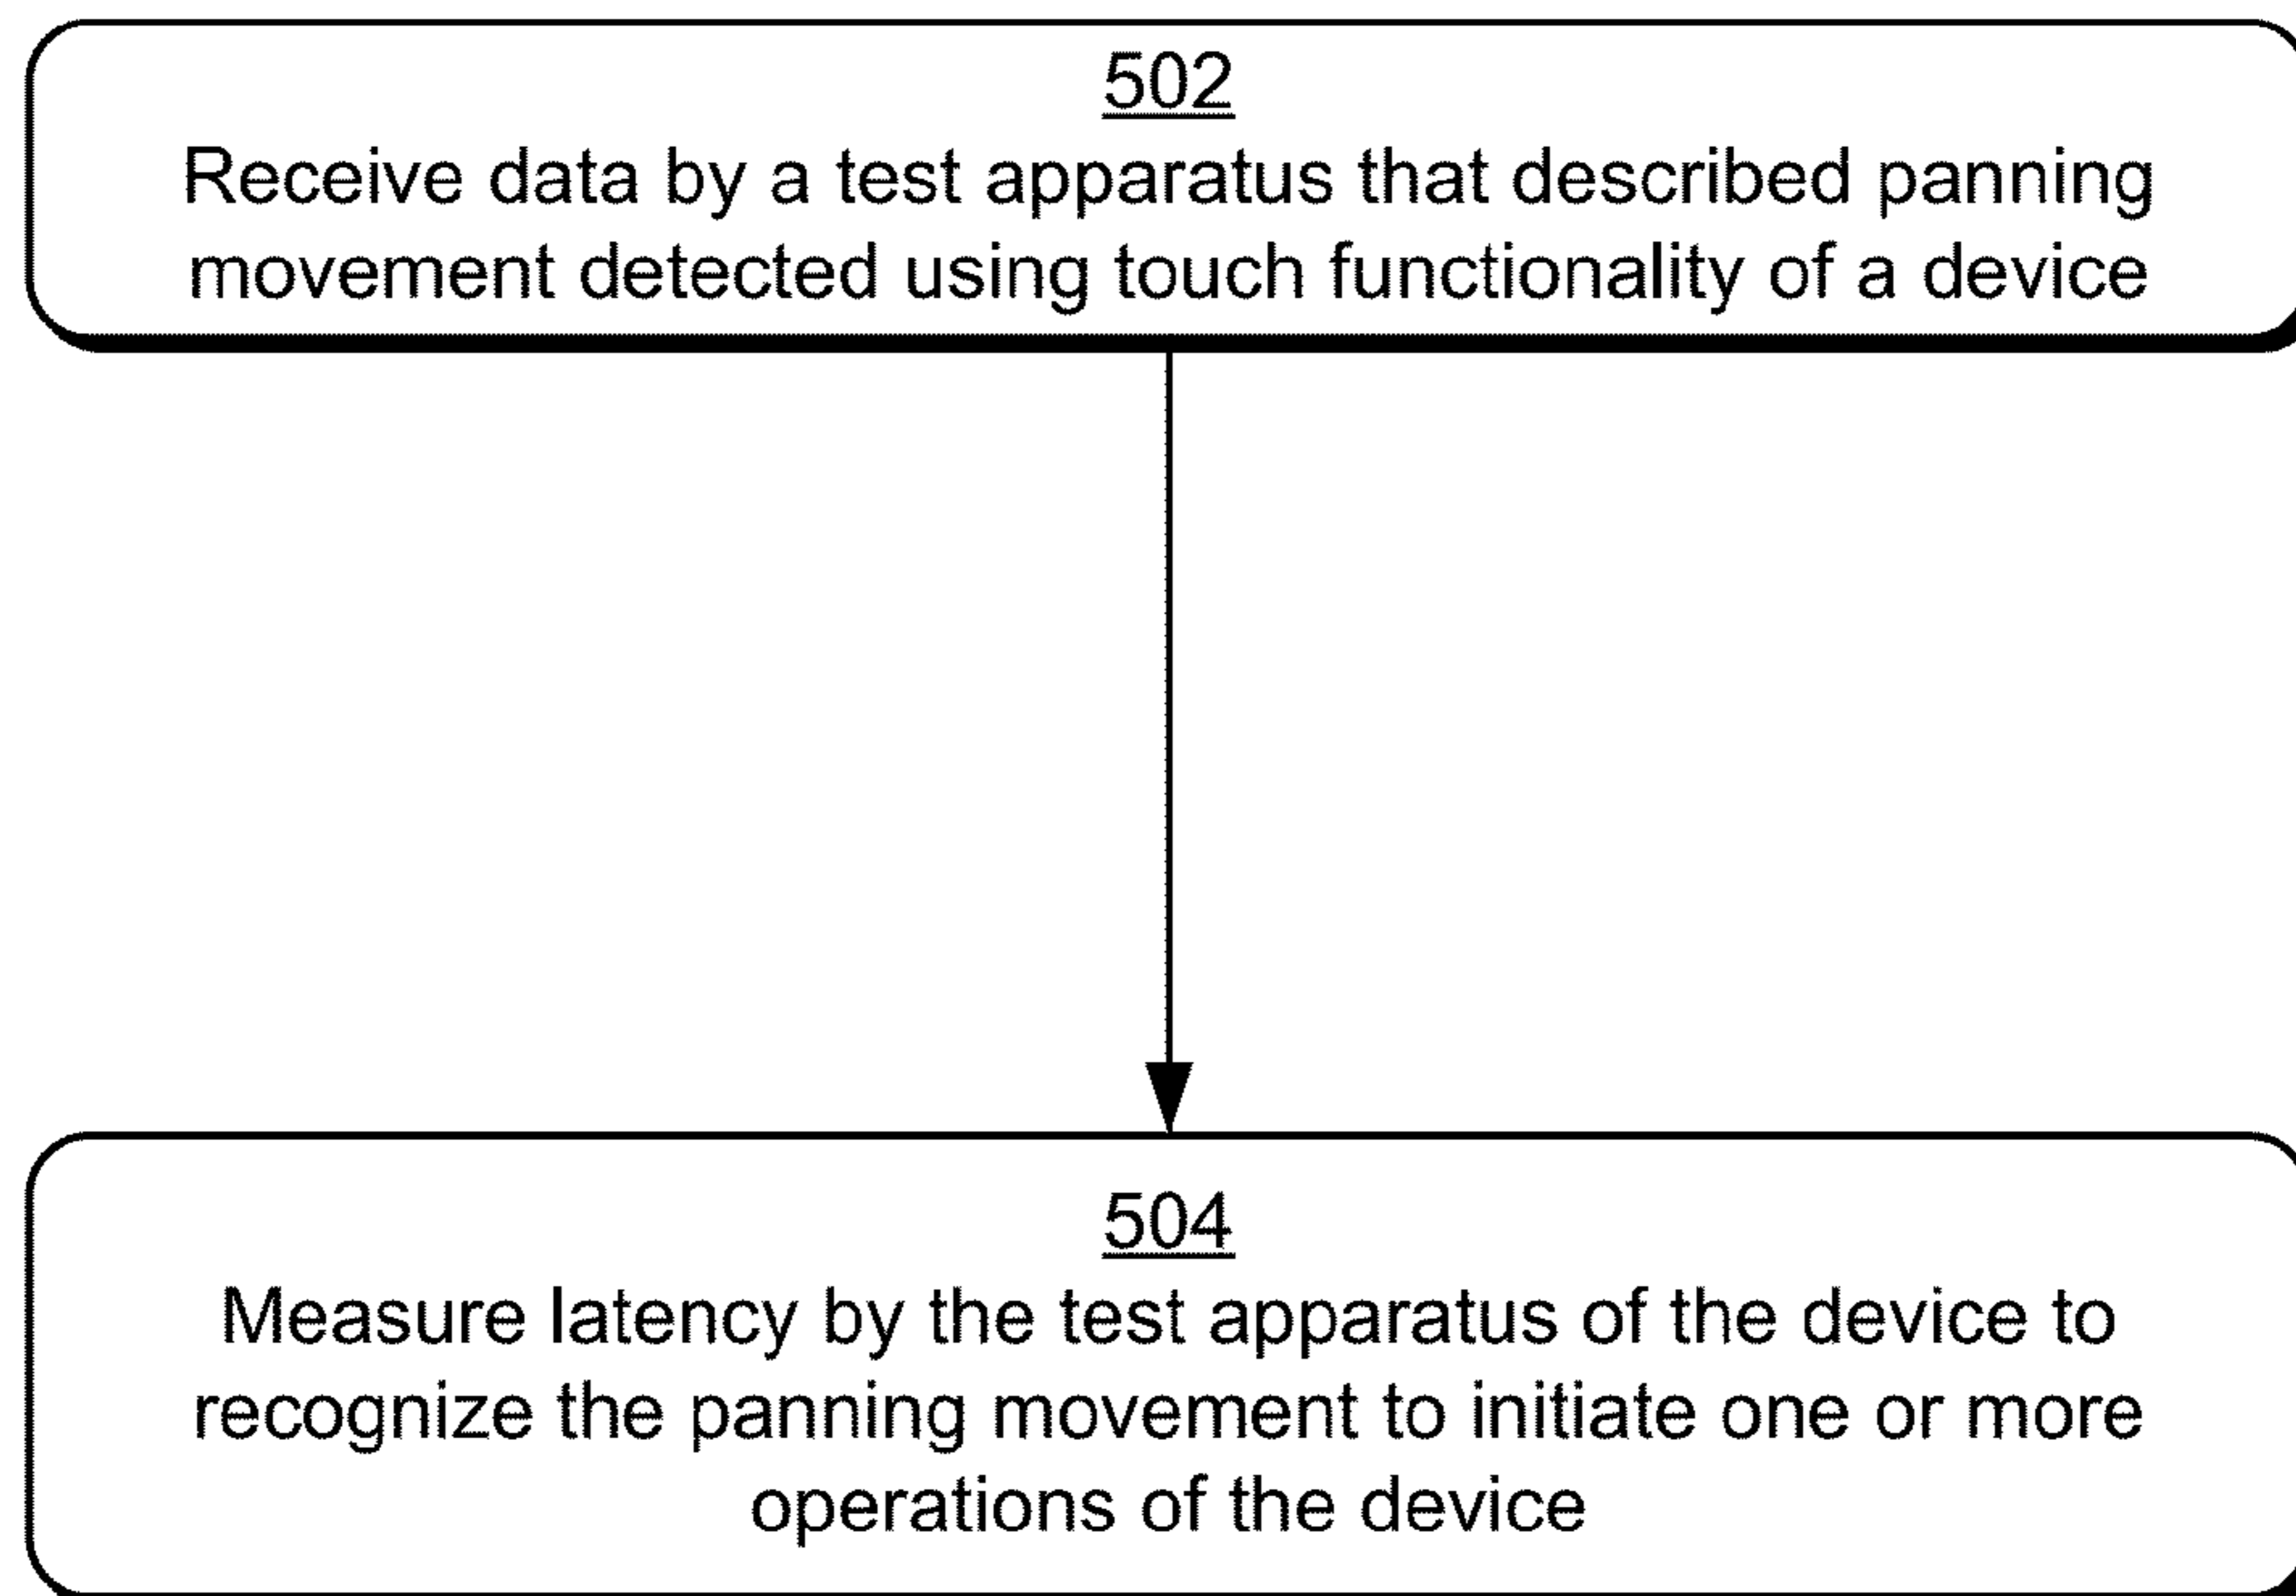 502
Receive data by a test apparatus that described panning
movement detected using touch functionality of a device
504
Measure latency by the test apparatus of the device to
recognize the panning movement to initiate one or more
operations of the device